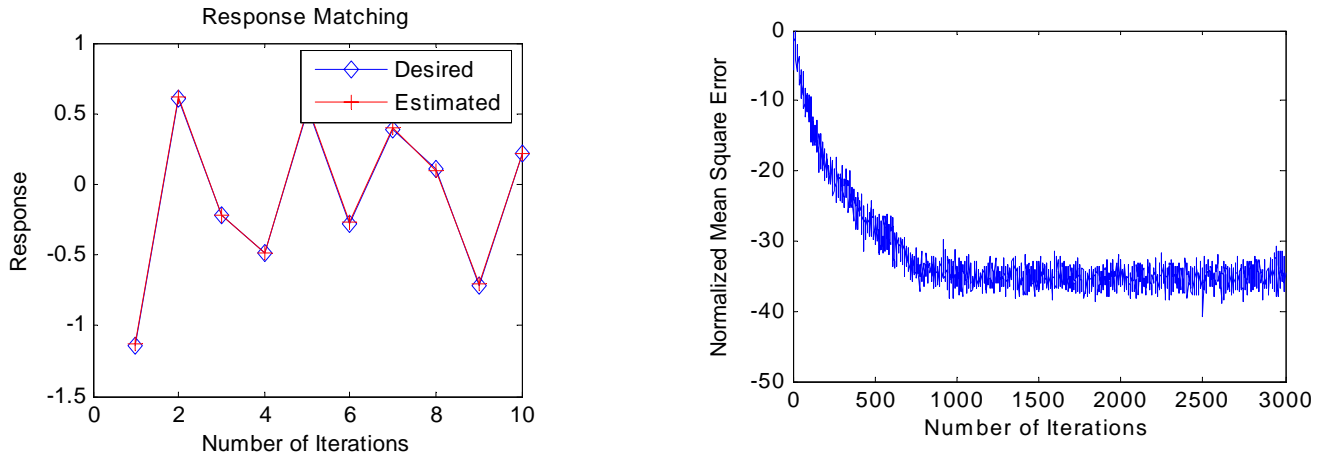 Response Matching
1
0.5
0
-0.5
-1
-1.5
Response
Desired
Estimated
0 2 4 6 8 10
Number of Iterations
0
-10
-20
-30
-40
-50
Normalized Mean Square Error
0 500 1000 1500 2000 2500 3000
Number of Iterations